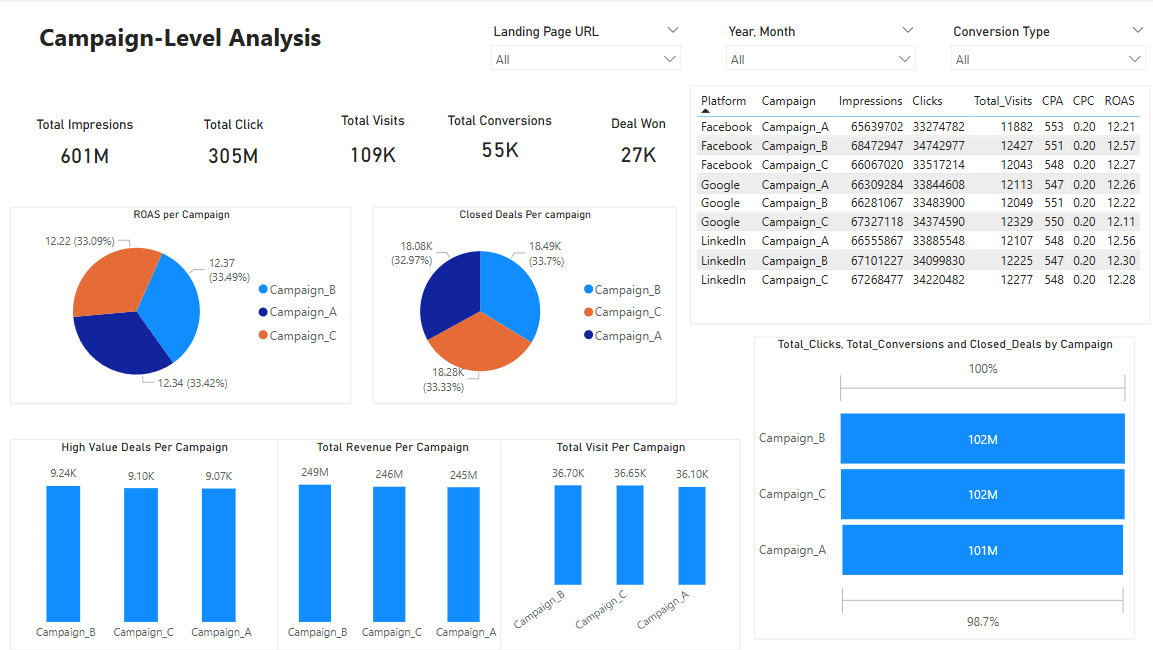 Campaign-Level Analysis
Landing Page URL
All
Year, Month
All
Conversion Type
All
Total Impresions
601M
Total Click
305M
Total Visits
109K
Total Conversions
55K
Deal Won
27K
Platform Campaign Impressions Clicks Total_Visits CPA CPC ROAS
Facebook Campaign_A 65639702 33274782 11882 553 0.20 12.21
Facebook Campaign_B 68472947 34742977 12427 551 0.20 12.57
Facebook Campaign_C 66067020 33517214 12043 548 0.20 12.27
Google Campaign_A 66309284 33844608 12113 547 0.20 12.26
Google Campaign_B 66281067 33483900 12049 551 0.20 12.22
Google Campaign_C 67327118 34374590 12329 550 0.20 12.11
LinkedIn Campaign_A 66555867 33885548 12107 548 0.20 12.56
LinkedIn Campaign_B 67101227 34099830 12225 547 0.20 12.30
LinkedIn Campaign_C 67268477 34220482 12277 548 0.20 12.28
ROAS per Campaign
12.22 (33.09%)
12.37
(33.49%)
12.34 (33.42%)
Campaign_B
Campaign_A
Campaign_C
Closed Deals Per campaign
18.08K
(32.97%)
18.49K
(33.7%)
18.28K
(33.33%)
Campaign_B
Campaign_C
Campaign_A
Total_Clicks, Total_Conversions and Closed_Deals by Campaign
100%
Campaign_B
102M
Campaign_C
102M
Campaign_A
101M
98.7%
High Value Deals Per Campaign
9.24K
9.10K
9.07K
Campaign_B
Campaign_C
Campaign_A
Total Revenue Per Campaign
249M
246M
245M
Campaign_B
Campaign_C
Campaign_A
Total Visit Per Campaign
36.70K
36.65K
36.10K
Campaign_B
Campaign_C
Campaign_A